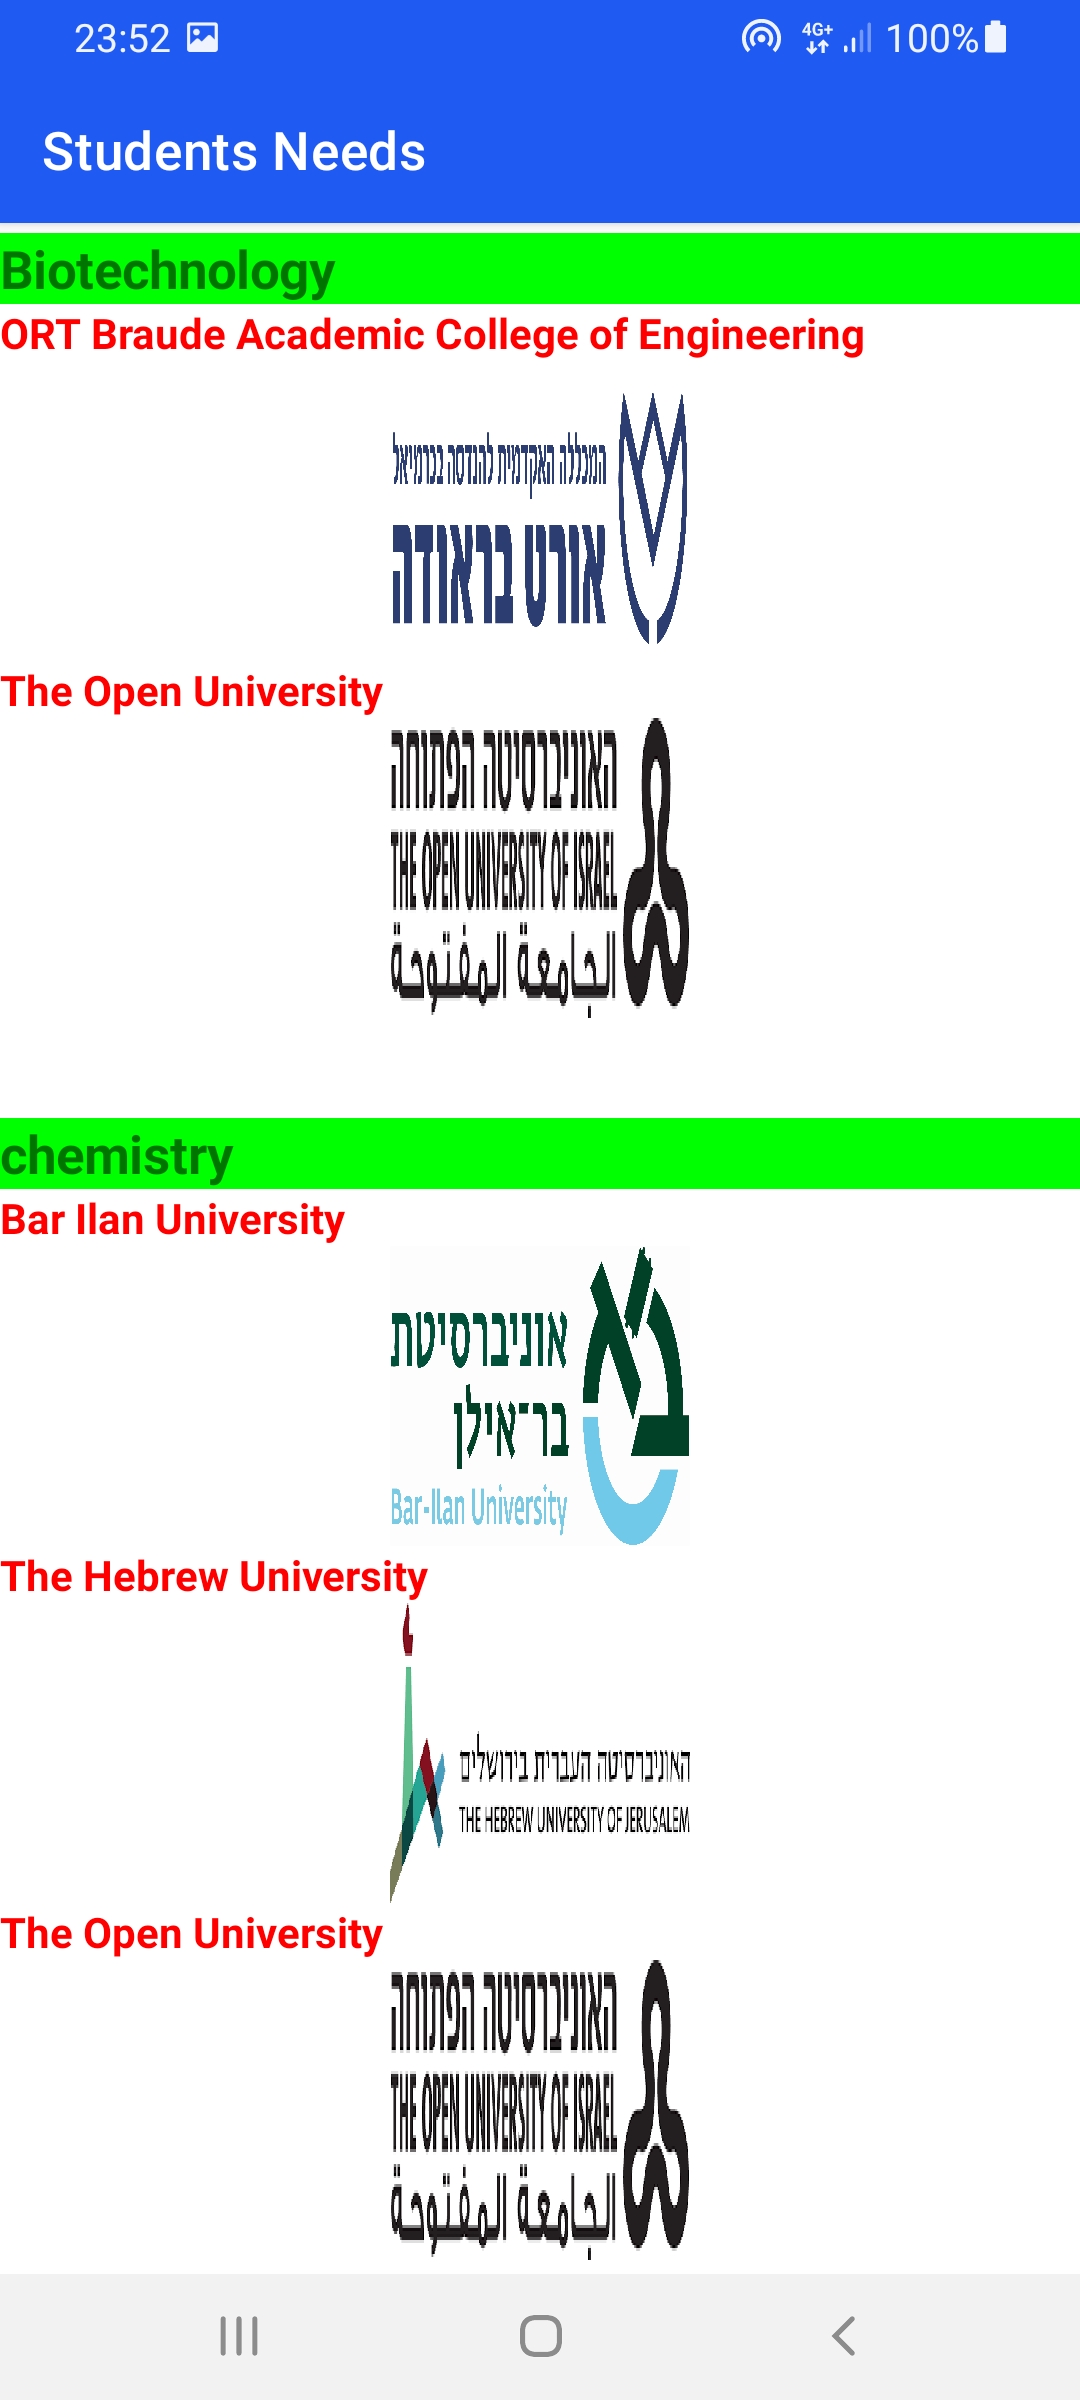 23:52
4G+ 100%
Students Needs
Biotechnology
ORT Braude Academic College of Engineering
המכללה האקדמית להנדסה בכרמיאל
אורט בראודה
The Open University
האוניברסיטה הפתוחה
THE OPEN UNIVERSITY OF ISRAEL
الجامعة المفتوحة
chemistry
Bar Ilan University
אוניברסיטת
בר־אילן
Bar-Ilan University
The Hebrew University
האוניברסיטה העברית בירושלים
THE HEBREW UNIVERSITY OF JERUSALEM
The Open University
האוניברסיטה הפתוחה
THE OPEN UNIVERSITY OF ISRAEL
الجامعة المفتوحة